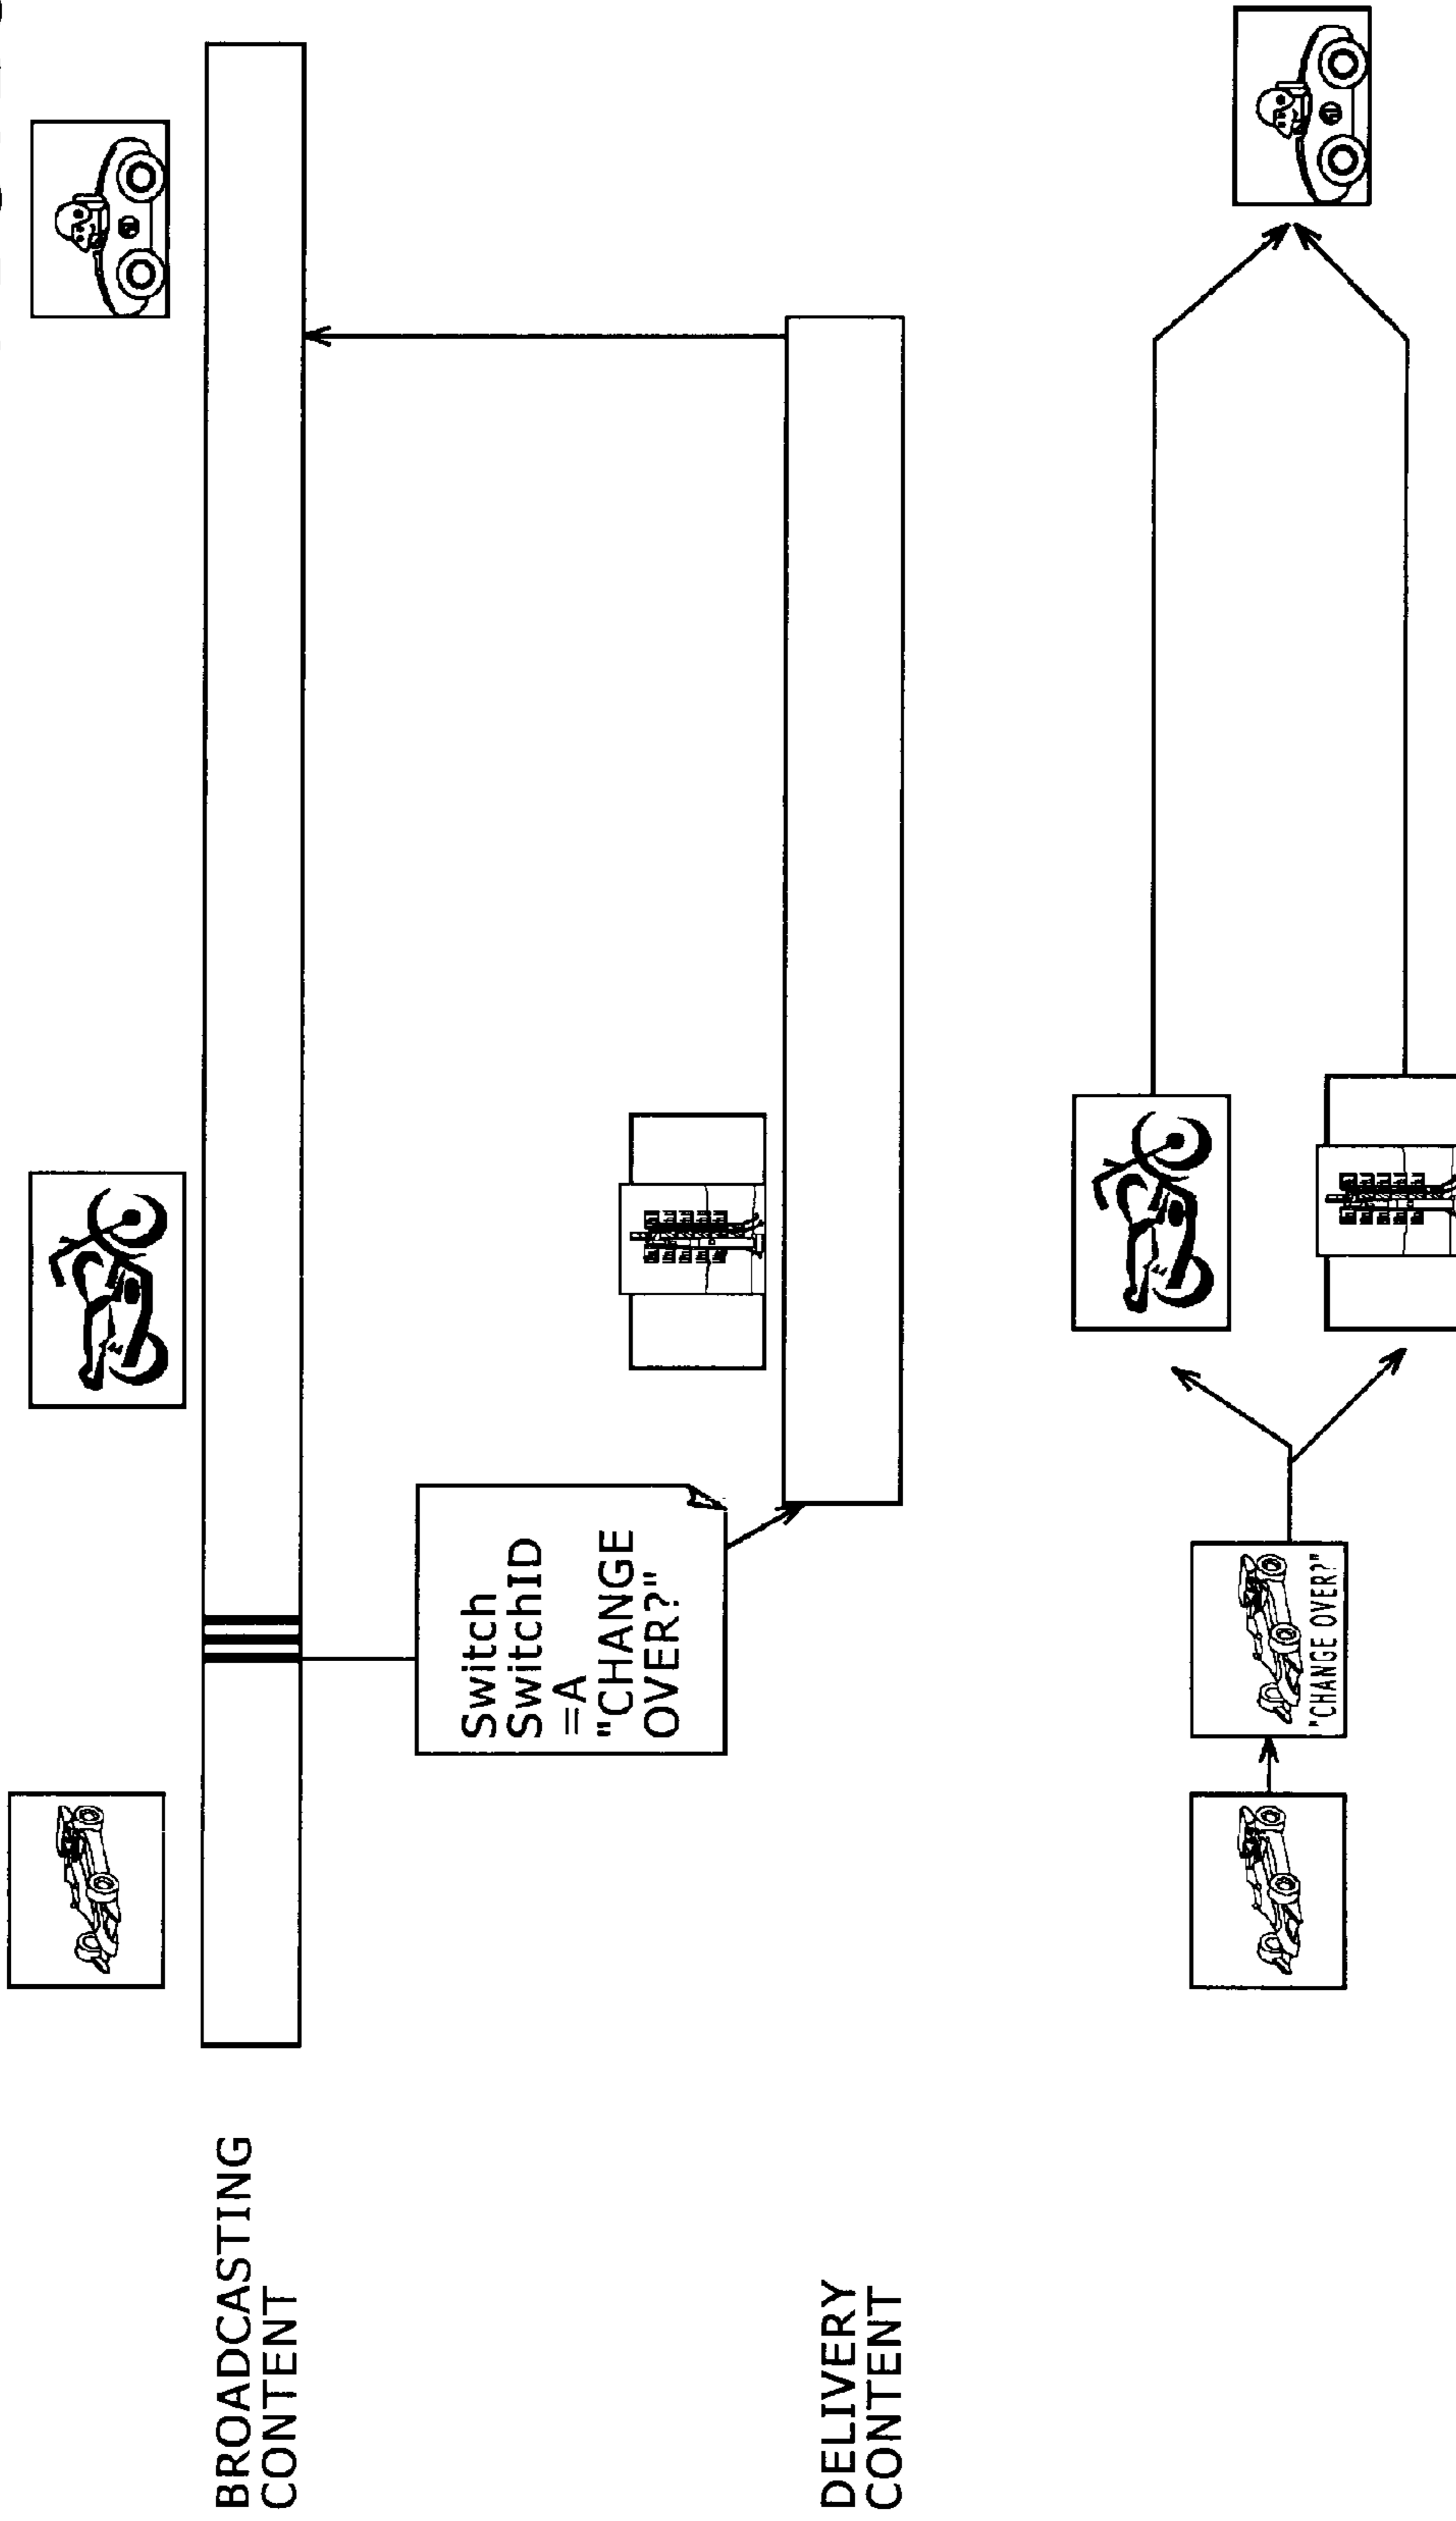 BROADCASTING
CONTENT
Switch
SwitchID
=A
"CHANGE
OVER?"
DELIVERY
CONTENT
"CHANGE OVER?"